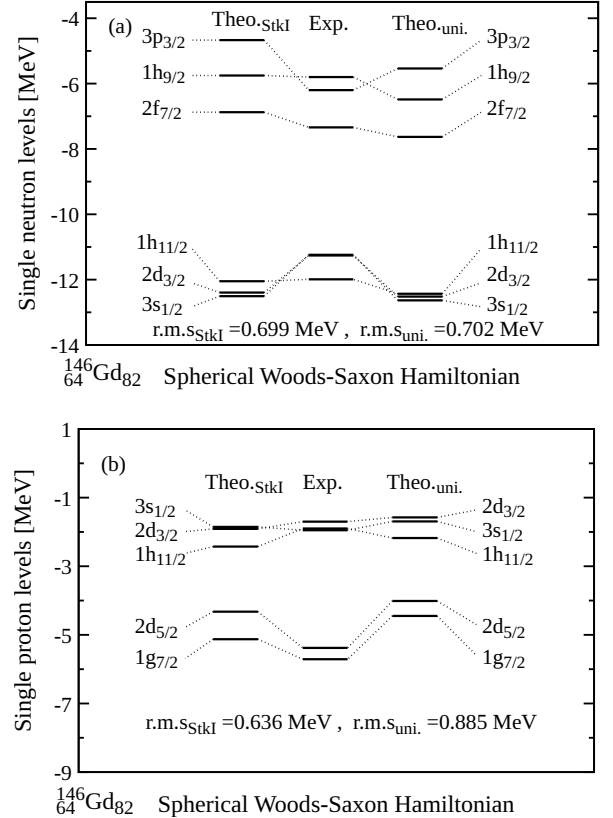 (a) Theo.StkI Exp. Theo.uni.
-4
3p3/2 3p3/2
1h9/2 1h9/2
-6
2f7/2 2f7/2
-8
-10
Single neutron levels [MeV]
1h11/2 1h11/2
2d3/2 2d3/2
-12
3s1/2 3s1/2
r.m.sStkI =0.699 MeV , r.m.suni. =0.702 MeV
-14
146 64Gd82 Spherical Woods-Saxon Hamiltonian
1
(b) Theo.StkI Exp. Theo.uni.
-1
3s1/2 2d3/2
2d3/2 3s1/2
1h11/2 1h11/2
-3
Single proton levels [MeV]
2d5/2 2d5/2
-5
1g7/2 1g7/2
-7
r.m.sStkI =0.636 MeV , r.m.suni. =0.885 MeV
-9
146 64Gd82 Spherical Woods-Saxon Hamiltonian